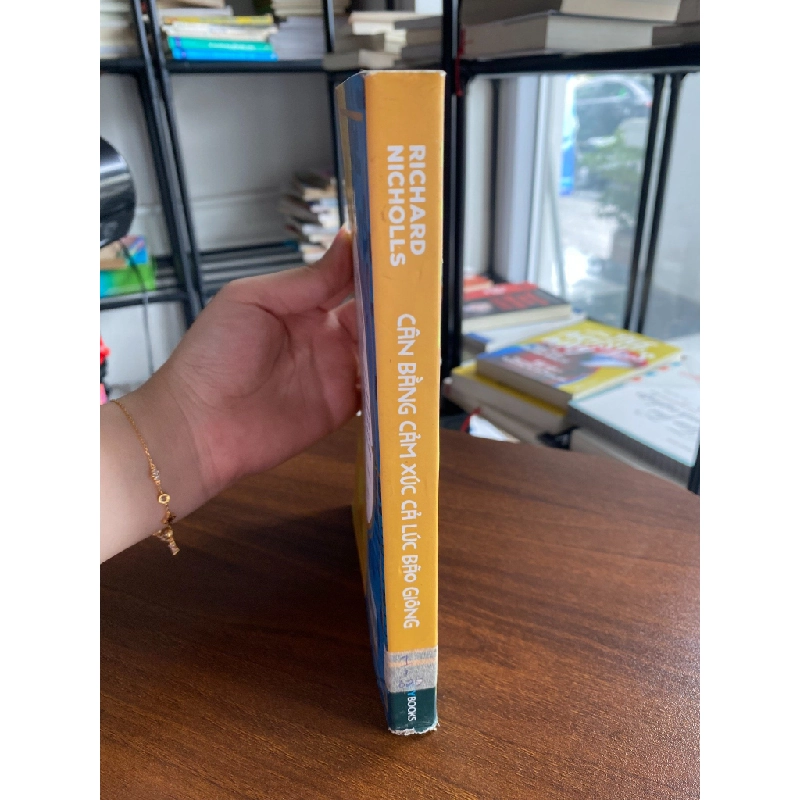 RICHARD
NICHOLLS
CÂN BẰNG CẢM XÚC CẢ LÚC BÃO GIÔNG
BOOKS